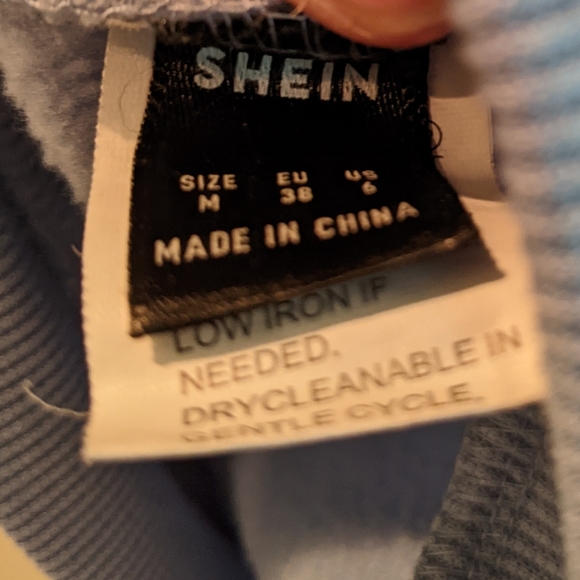 SHEIN
SIZE EU US
M 38 6
MADE IN CHINA
LOW IRON IF
NEEDED.
DRYCLEANABLE IN
GENTLE CYCLE.